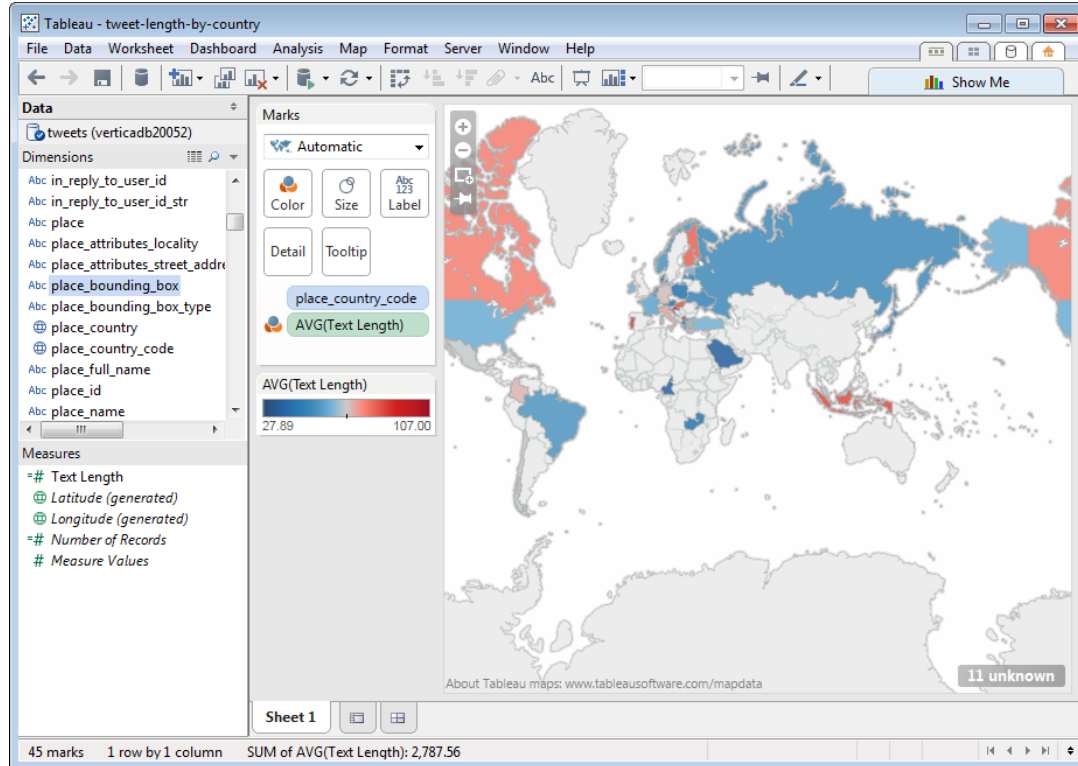 Tableau - tweet-length-by-country
File Data Worksheet Dashboard Analysis Map Format Server Window Help
Abc
Show Me
Data
tweets (verticadb20052)
Dimensions
Abc in_reply_to_user_id
Abc in_reply_to_user_id_str
Abc place
Abc place_attributes_locality
Abc place_attributes_street_addre
Abc place_bounding_box
Abc place_bounding_box_type
place_country
place_country_code
Abc place_full_name
Abc place_id
Abc place_name
Measures
=# Text Length
Latitude (generated)
Longitude (generated)
=# Number of Records
# Measure Values
Marks
Automatic
Abc
123
Color Size Label
Detail Tooltip
place_country_code
AVG(Text Length)
AVG(Text Length)
27.89 107.00
About Tableau maps: www.tableausoftware.com/mapdata
11 unknown
Sheet 1
45 marks 1 row by 1 column SUM of AVG(Text Length): 2,787.56